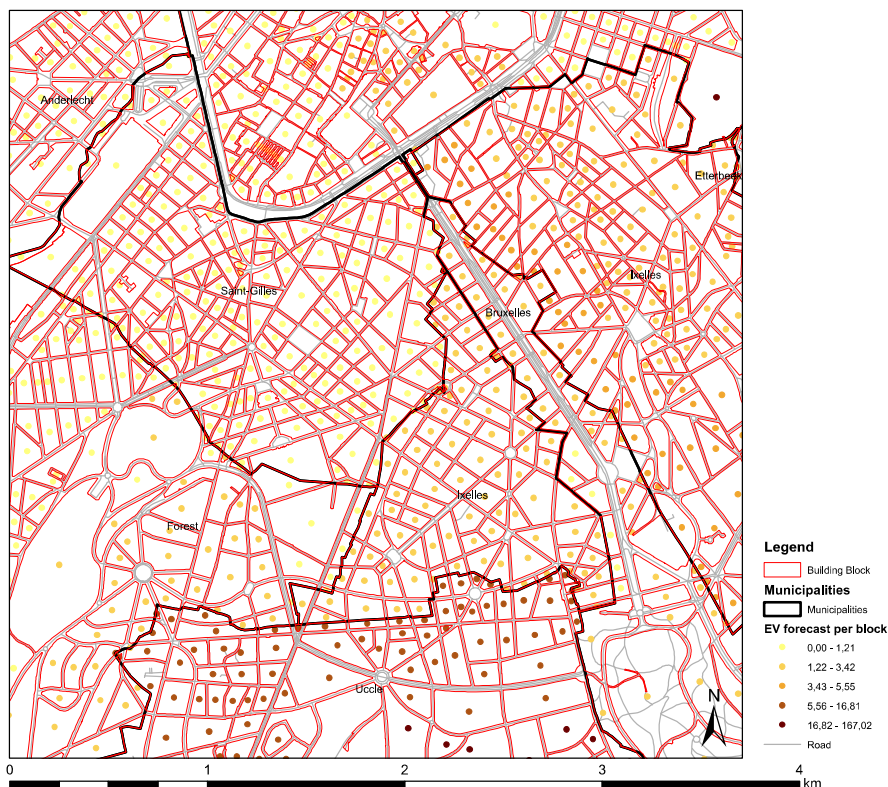 Anderlecht
Etterbeek
Ixelles
Saint-Gilles
Bruxelles
Ixelles
Forest
Uccle
Legend
Building Block
Municipalities
Municipalities
EV forecast per block
0,00 - 1,21
1,22 - 3,42
3,43 - 5,55
5,56 - 16,81
16,82 - 167,02
Road
N
0 1 2 3 4
km